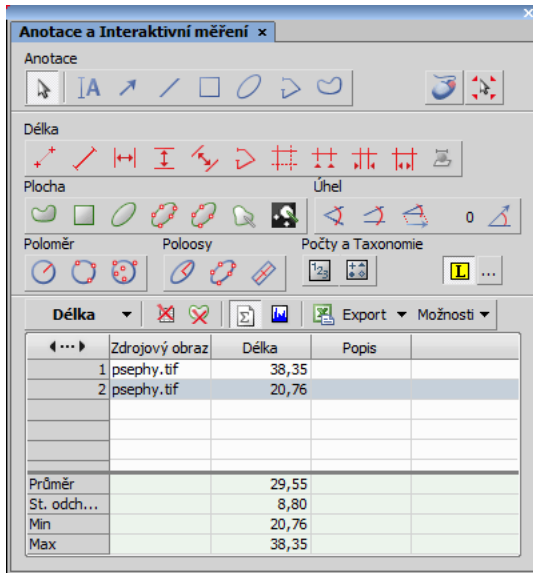 Anotace a Interaktivní měření ×
Anotace
A
Délka
Plocha Úhel
0
Poloměr Poloosy Počty a Taxonomie
123 L ...
Délka Σ Export Možnosti
Zdrojový obraz Délka Popis
1 psephy.tif 38,35
2 psephy.tif 20,76
Průměr 29,55
St. odch... 8,80
Min 20,76
Max 38,35